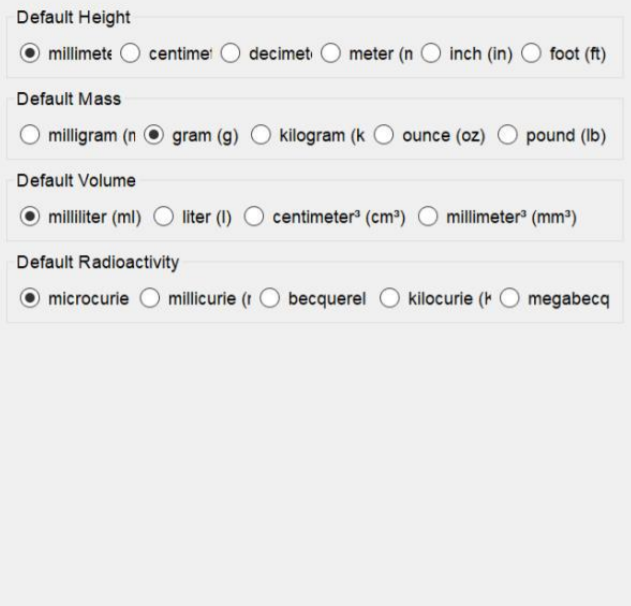 Default Height
millimete centimet decimete meter (n inch (in) foot (ft)
Default Mass
milligram (n gram (g) kilogram (k ounce (oz) pound (lb)
Default Volume
milliliter (ml) liter (l) centimeter³ (cm³) millimeter³ (mm³)
Default Radioactivity
microcurie millicurie (r becquerel kilocurie (k megabecq